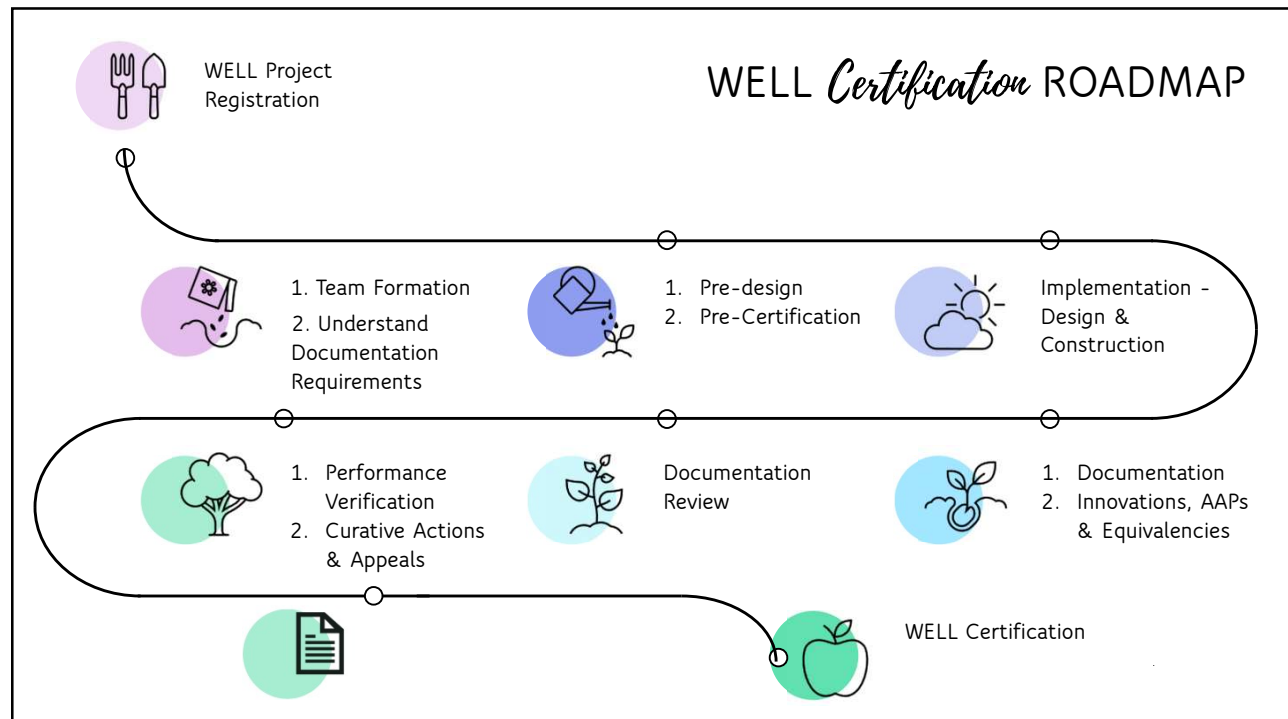 WELL Project
Registration
WELL Certification ROADMAP
1. Team Formation
2. Understand
Documentation
Requirements
1. Pre-design
2. Pre-Certification
Implementation -
Design &
Construction
1. Performance
Verification
2. Curative Actions
& Appeals
Documentation
Review
1. Documentation
2. Innovations, AAPs
& Equivalencies
WELL Certification